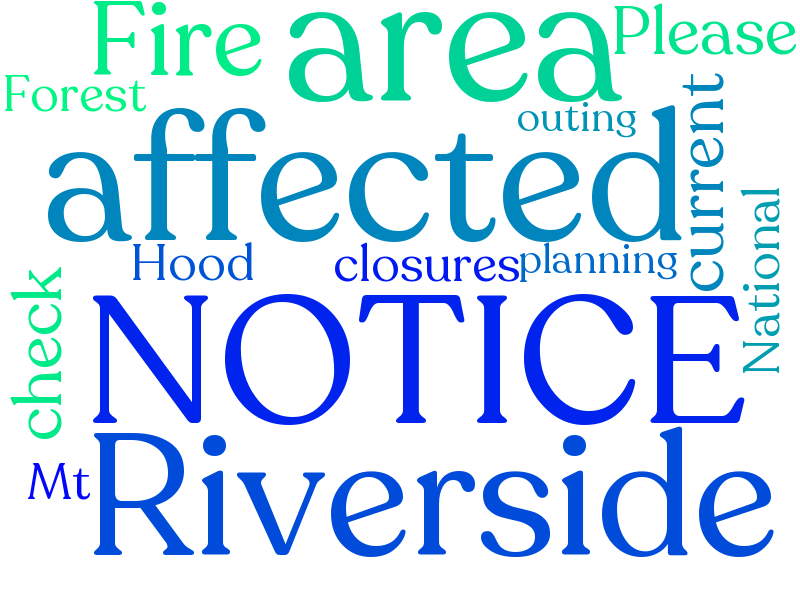 Fire area Please
Forest
outing
affected
current
Hood closures planning
National
check
NOTICE
Riverside
Mt